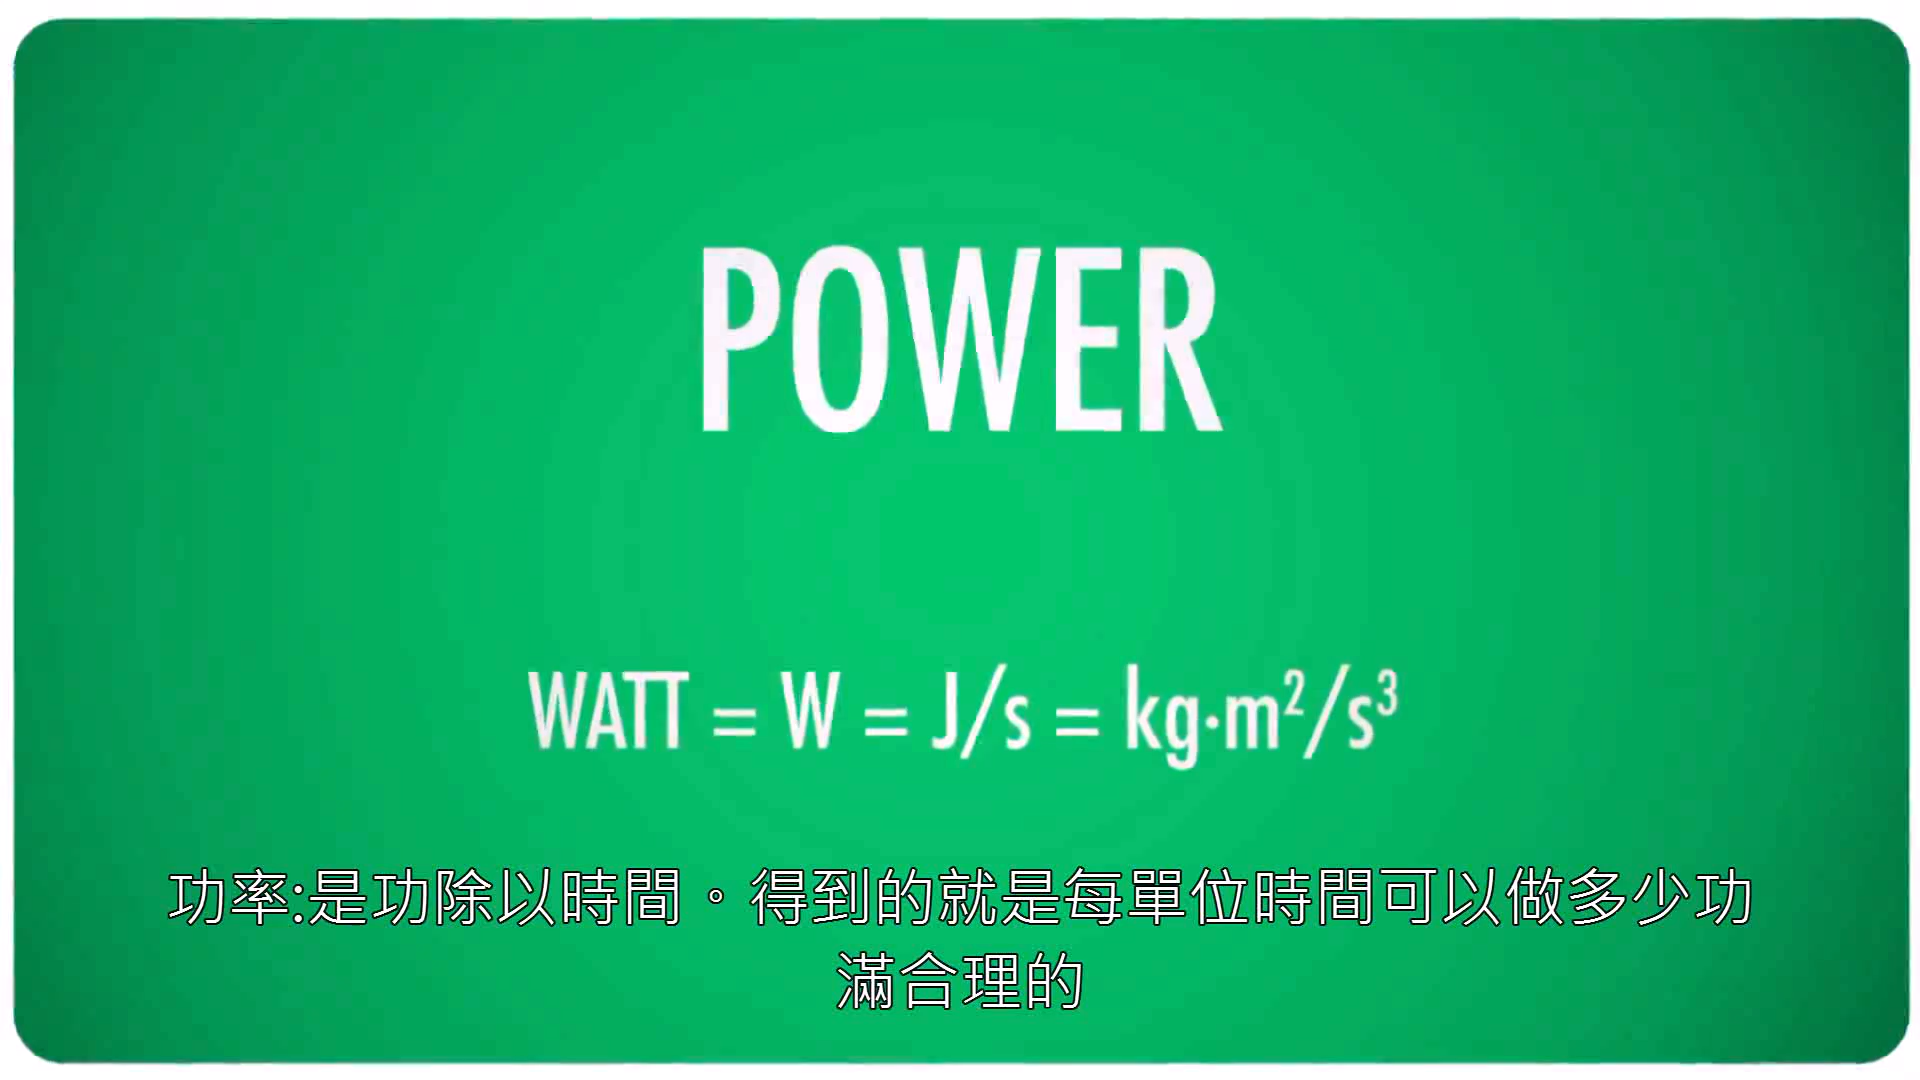 POWER
WATT = W = J/s = kg·m²/s³
功率:是功除以時間。得到的就是每單位時間可以做多少功
滿合理的